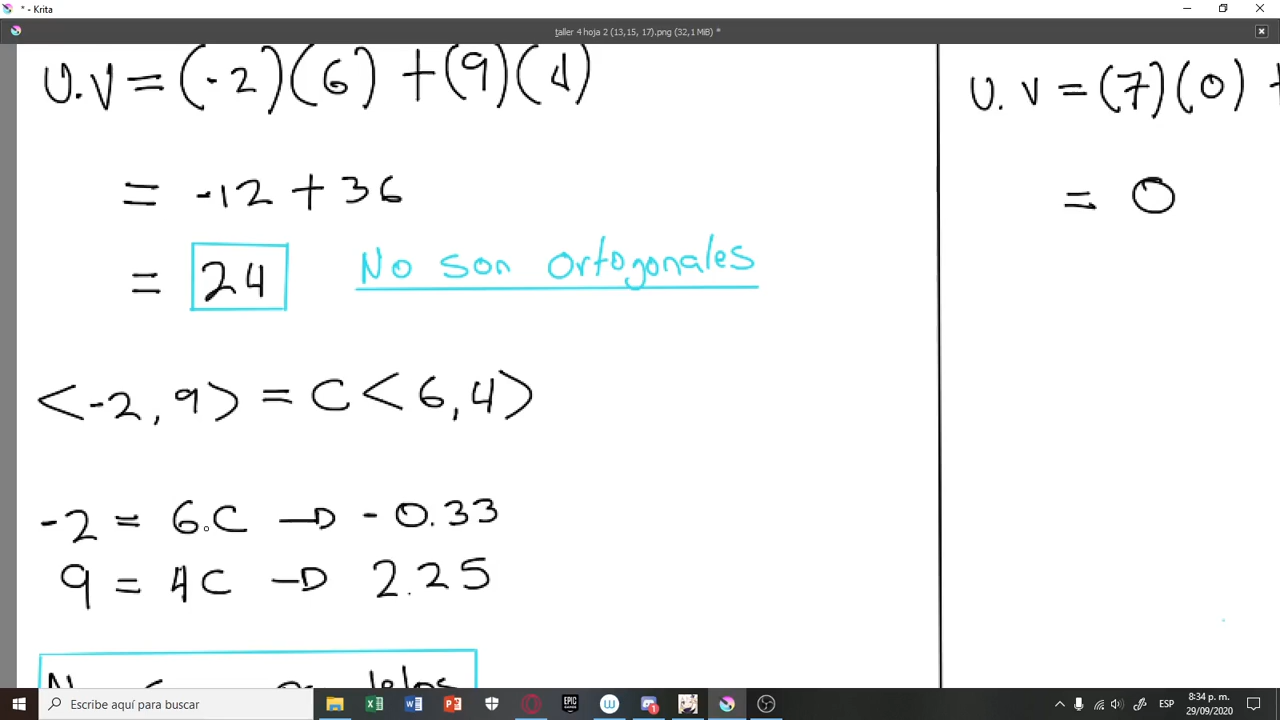 * - Krita
taller 4 hoja 2 (13,15, 17).png (32,1 MiB) *
U.V = (-2)(6) + (9)(4)
= -12 + 36
= 24 No son ortogonales
<-2, 9> = C <6, 4>
-2 = 6.C → -0.33
9 = 4C → 2.25
U. V = (7)(0) +
= 0
Escribe aquí para buscar
ESP
8:34 p. m.
29/09/2020